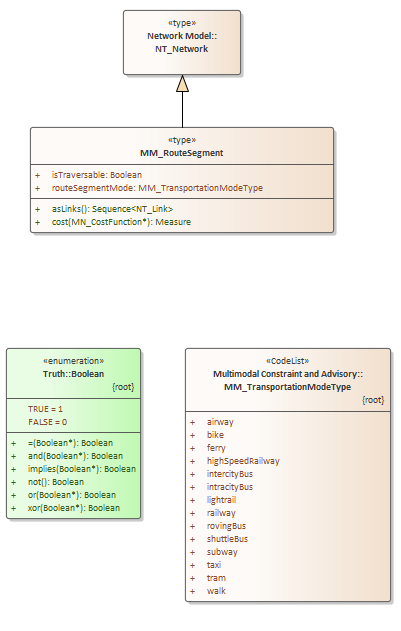 «type»
Network Model::
NT_Network
«type»
MM_RouteSegment
+ isTraversable: Boolean
+ routeSegmentMode: MM_TransportationModeType
+ asLinks(): Sequence<NT_Link>
+ cost(MN_CostFunction*): Measure
«enumeration»
Truth::Boolean
{root}
TRUE = 1
FALSE = 0
+ =(Boolean*): Boolean
+ and(Boolean*): Boolean
+ implies(Boolean*): Boolean
+ not(): Boolean
+ or(Boolean*): Boolean
+ xor(Boolean*): Boolean
«CodeList»
Multimodal Constraint and Advisory::
MM_TransportationModeType
{root}
+ airway
+ bike
+ ferry
+ highSpeedRailway
+ intercityBus
+ intracityBus
+ lightrail
+ railway
+ rovingBus
+ shuttleBus
+ subway
+ taxi
+ tram
+ walk